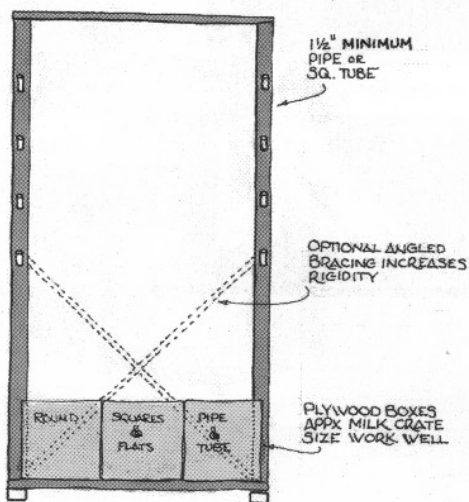 1½" MINIMUM
PIPE OR
SQ. TUBE
OPTIONAL ANGLED
BRACING INCREASES
RIGIDITY
ROUND
SQUARES
&
FLATS
PIPE
&
TUBE
PLYWOOD BOXES
APPX MILK CRATE
SIZE WORK WELL